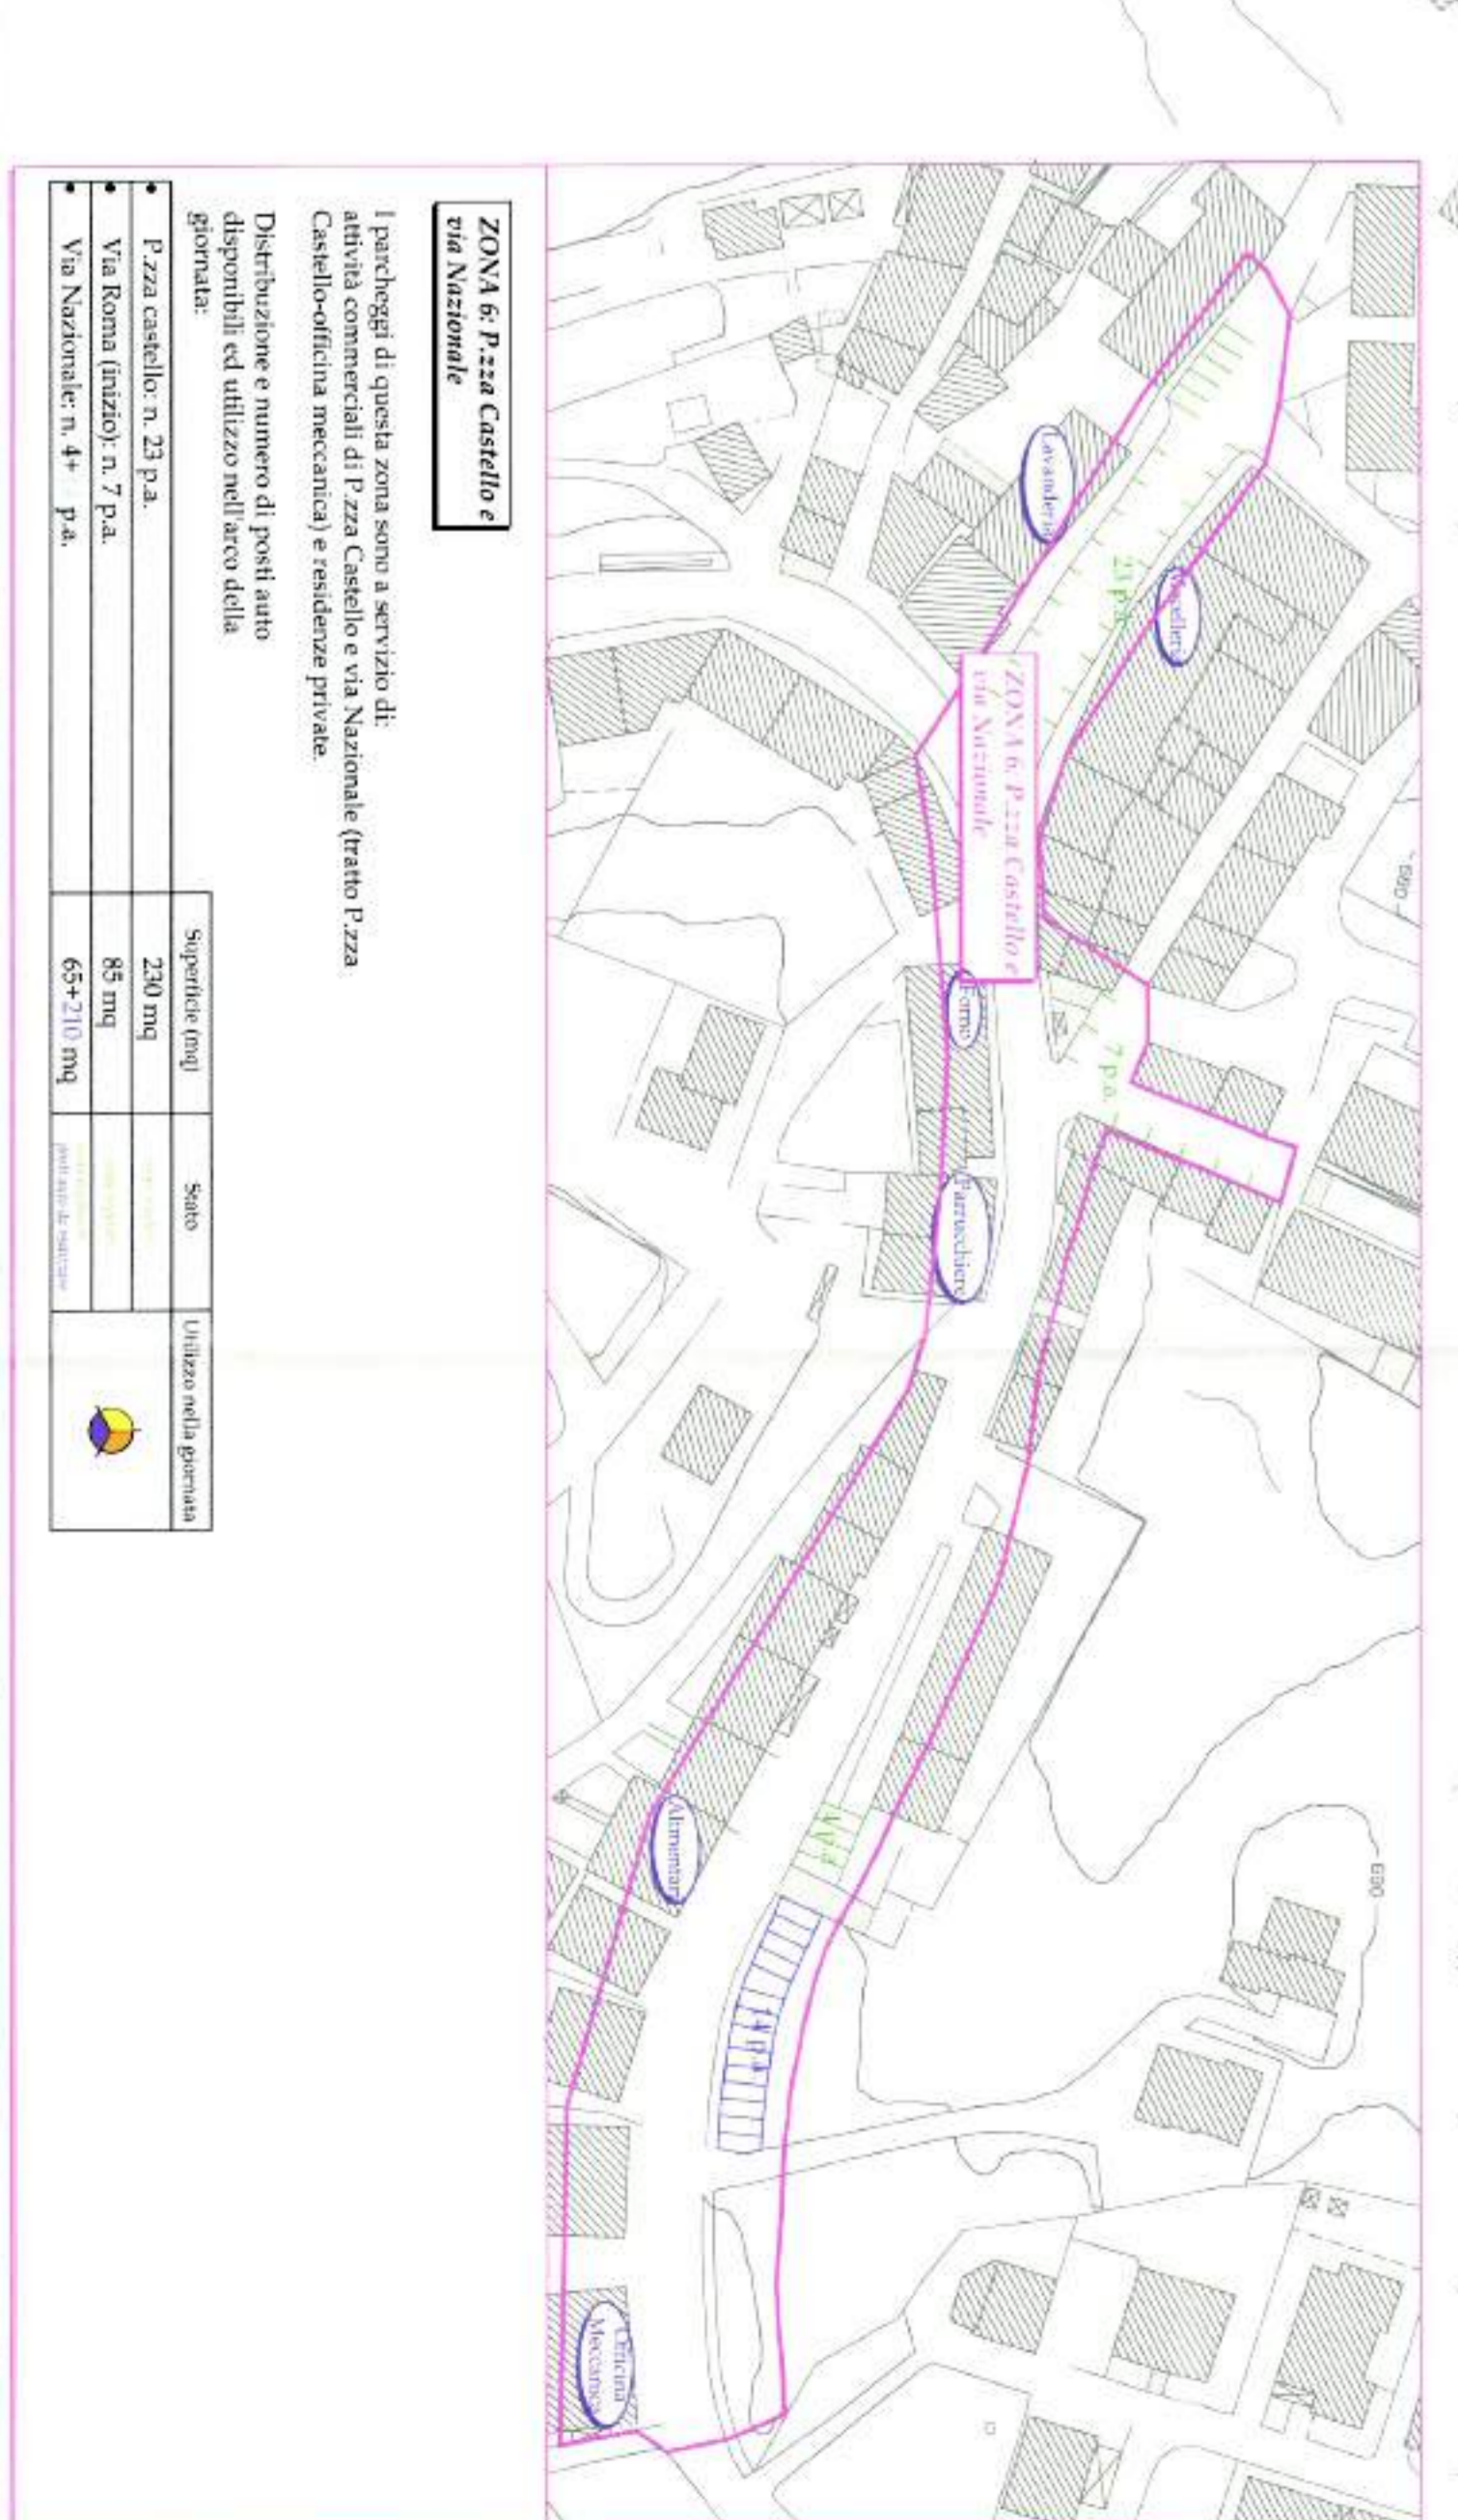 ZONA 6: P.zza Castello e
via Nazionale
I parcheggi di questa zona sono a servizio di:
attività commerciali di P.zza Castello e via Nazionale (tratto P.zza
Castello-officina meccanica) e residenze private.
Distribuzione e numero di posti auto
disponibili ed utilizzo nell'arco della
giornata:
Superficie (mq) Stato Utilizzo nella giornata
• P.zza castello: n. 23 p.a. 230 mq
• Via Roma (inizio): n. 7 p.a. 85 mq
• Via Nazionale: n. 4+ p.a. 65+210 mq
690
690
Lavanderia
23 p.a.
ZONA 6: P.zza Castello e
via Nazionale
Forno
7 p.a.
Parrucchiere
Alimentari
14 p.a.
Officina
Meccanica